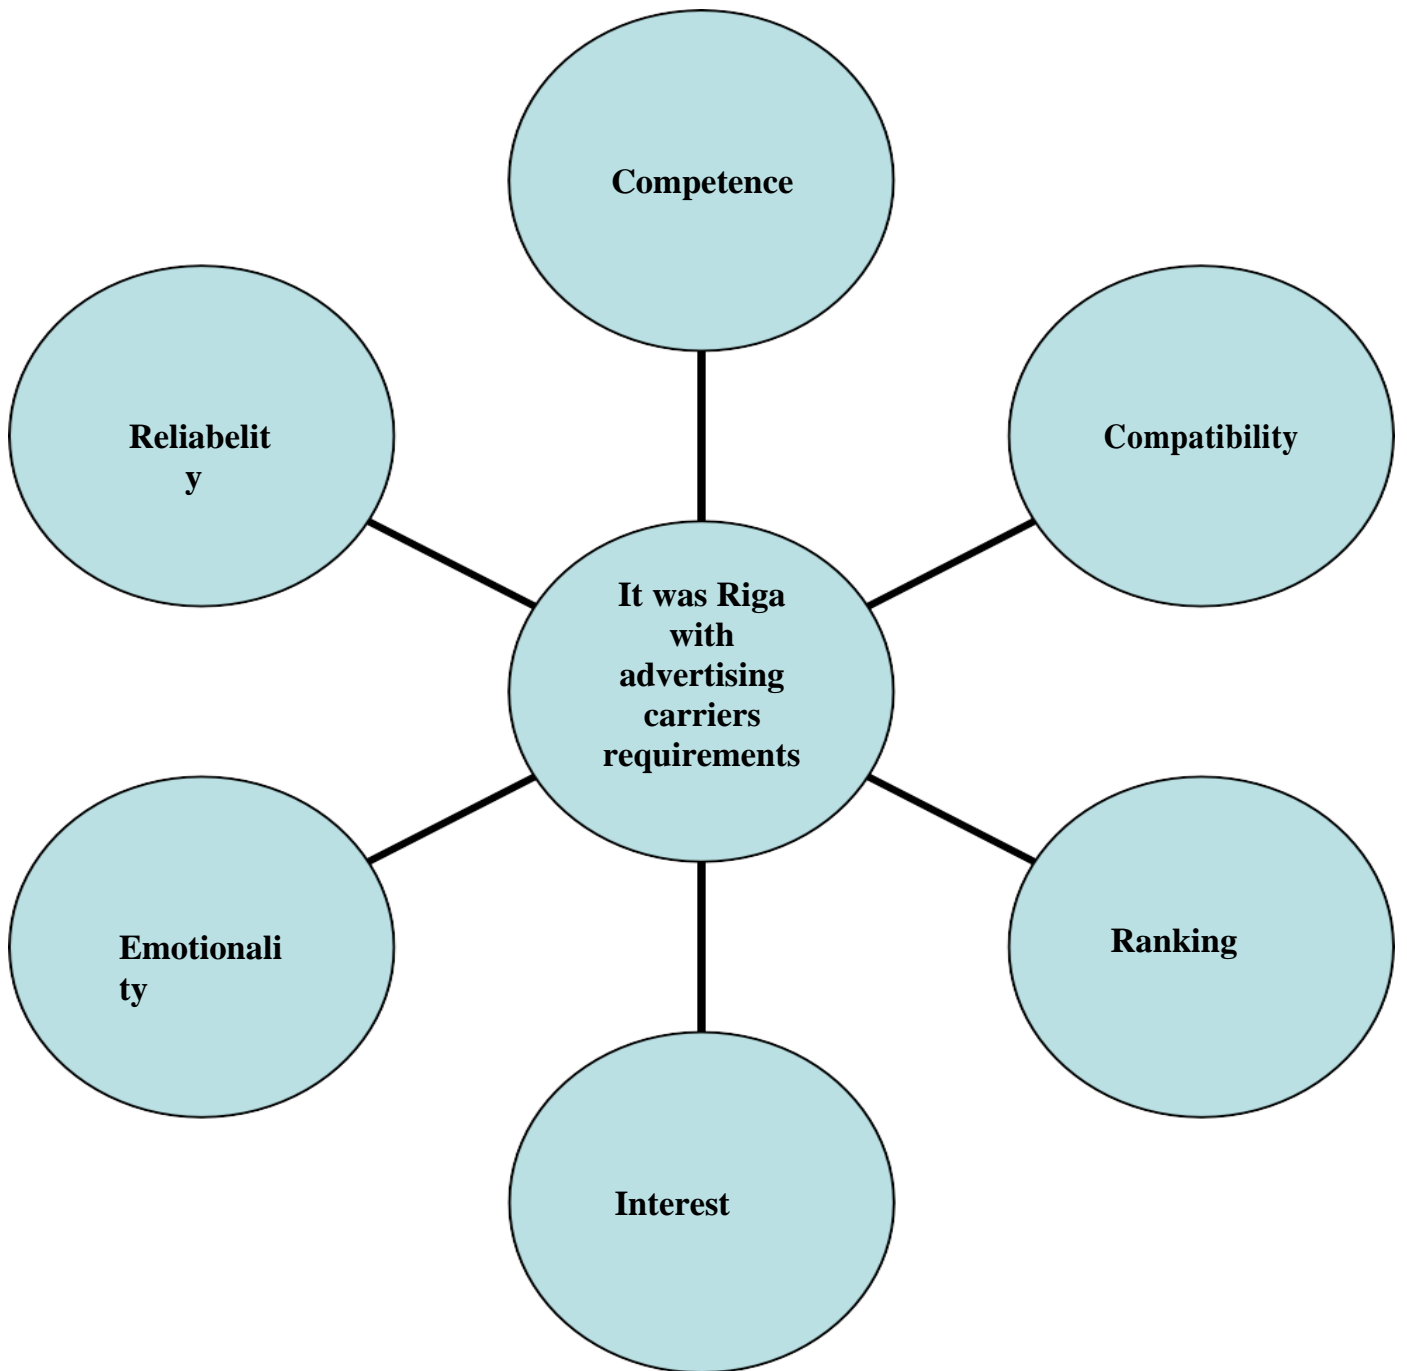 Competence
Reliabelit
y
Compatibility
It was Riga
with
advertising
carriers
requirements
Emotionali
ty
Ranking
Interest